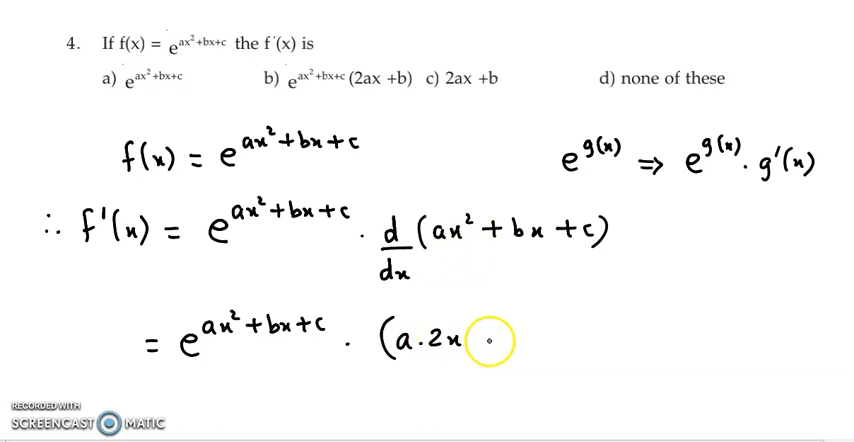 4. If f(x) = e^{ax²+bx+c} the f'(x) is
a) e^{ax²+bx+c} b) e^{ax²+bx+c} (2ax +b) c) 2ax +b d) none of these
f(x) = e^{ax²+bx+c} e^{g(x)} ⇒ e^{g(x)} . g'(x)
∴ f'(x) = e^{ax²+bx+c} . d/dx (ax²+bx+c)
= e^{ax²+bx+c} . (a.2x
RECORDED WITH
SCREENCAST O MATIC